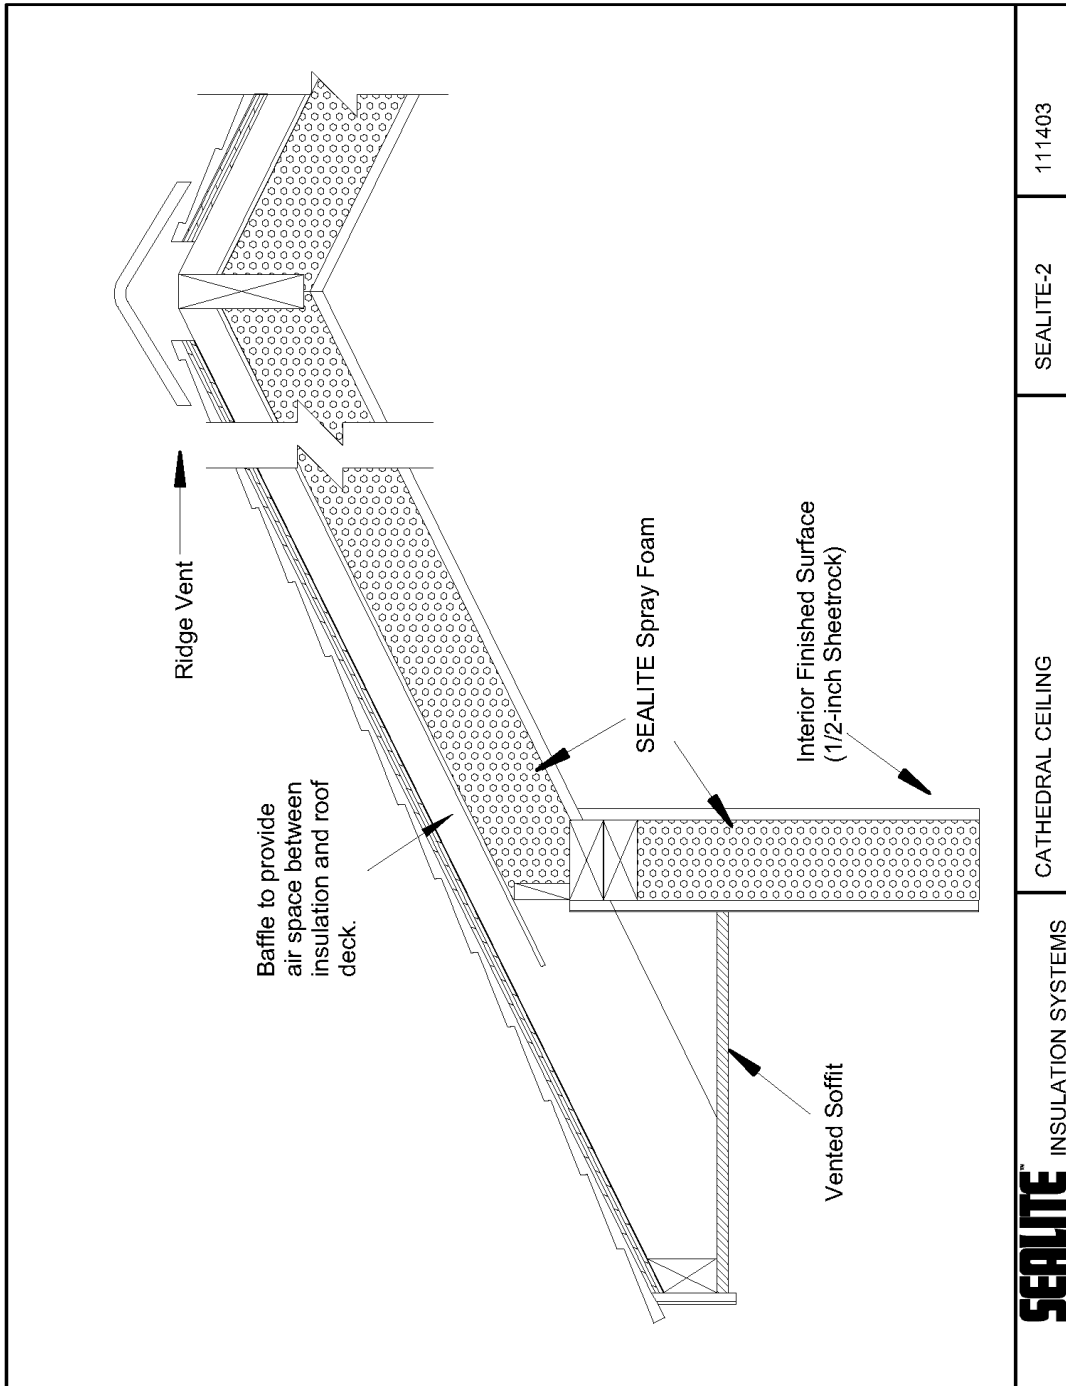 Ridge Vent
Baffle to provide
air space between
insulation and roof
deck.
SEALITE Spray Foam
Interior Finished Surface
(1/2-inch Sheetrock)
Vented Soffit
SEALITE™ INSULATION SYSTEMS
CATHEDRAL CEILING
SEALITE-2
111403